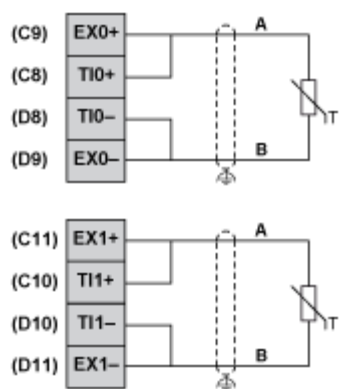 (C9) EX0+ A
(C8) TI0+
T
(D8) TI0–
(D9) EX0– B
(C11) EX1+ A
(C10) TI1+
T
(D10) TI1–
(D11) EX1– B